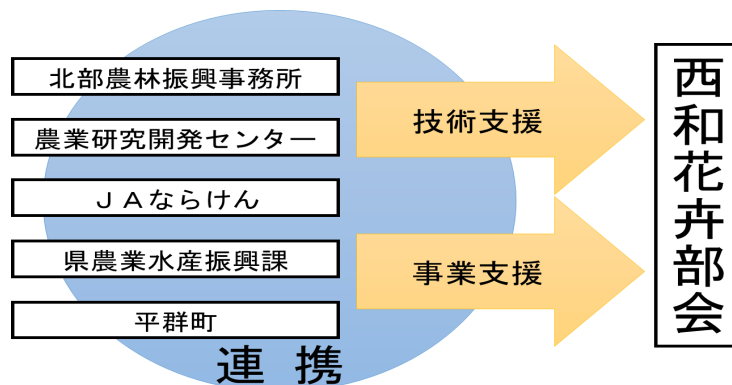 北部農林振興事務所
農業研究開発センター
ＪＡならけん
県農業水産振興課
平群町
連 携
技術支援
事業支援
西和花卉部会